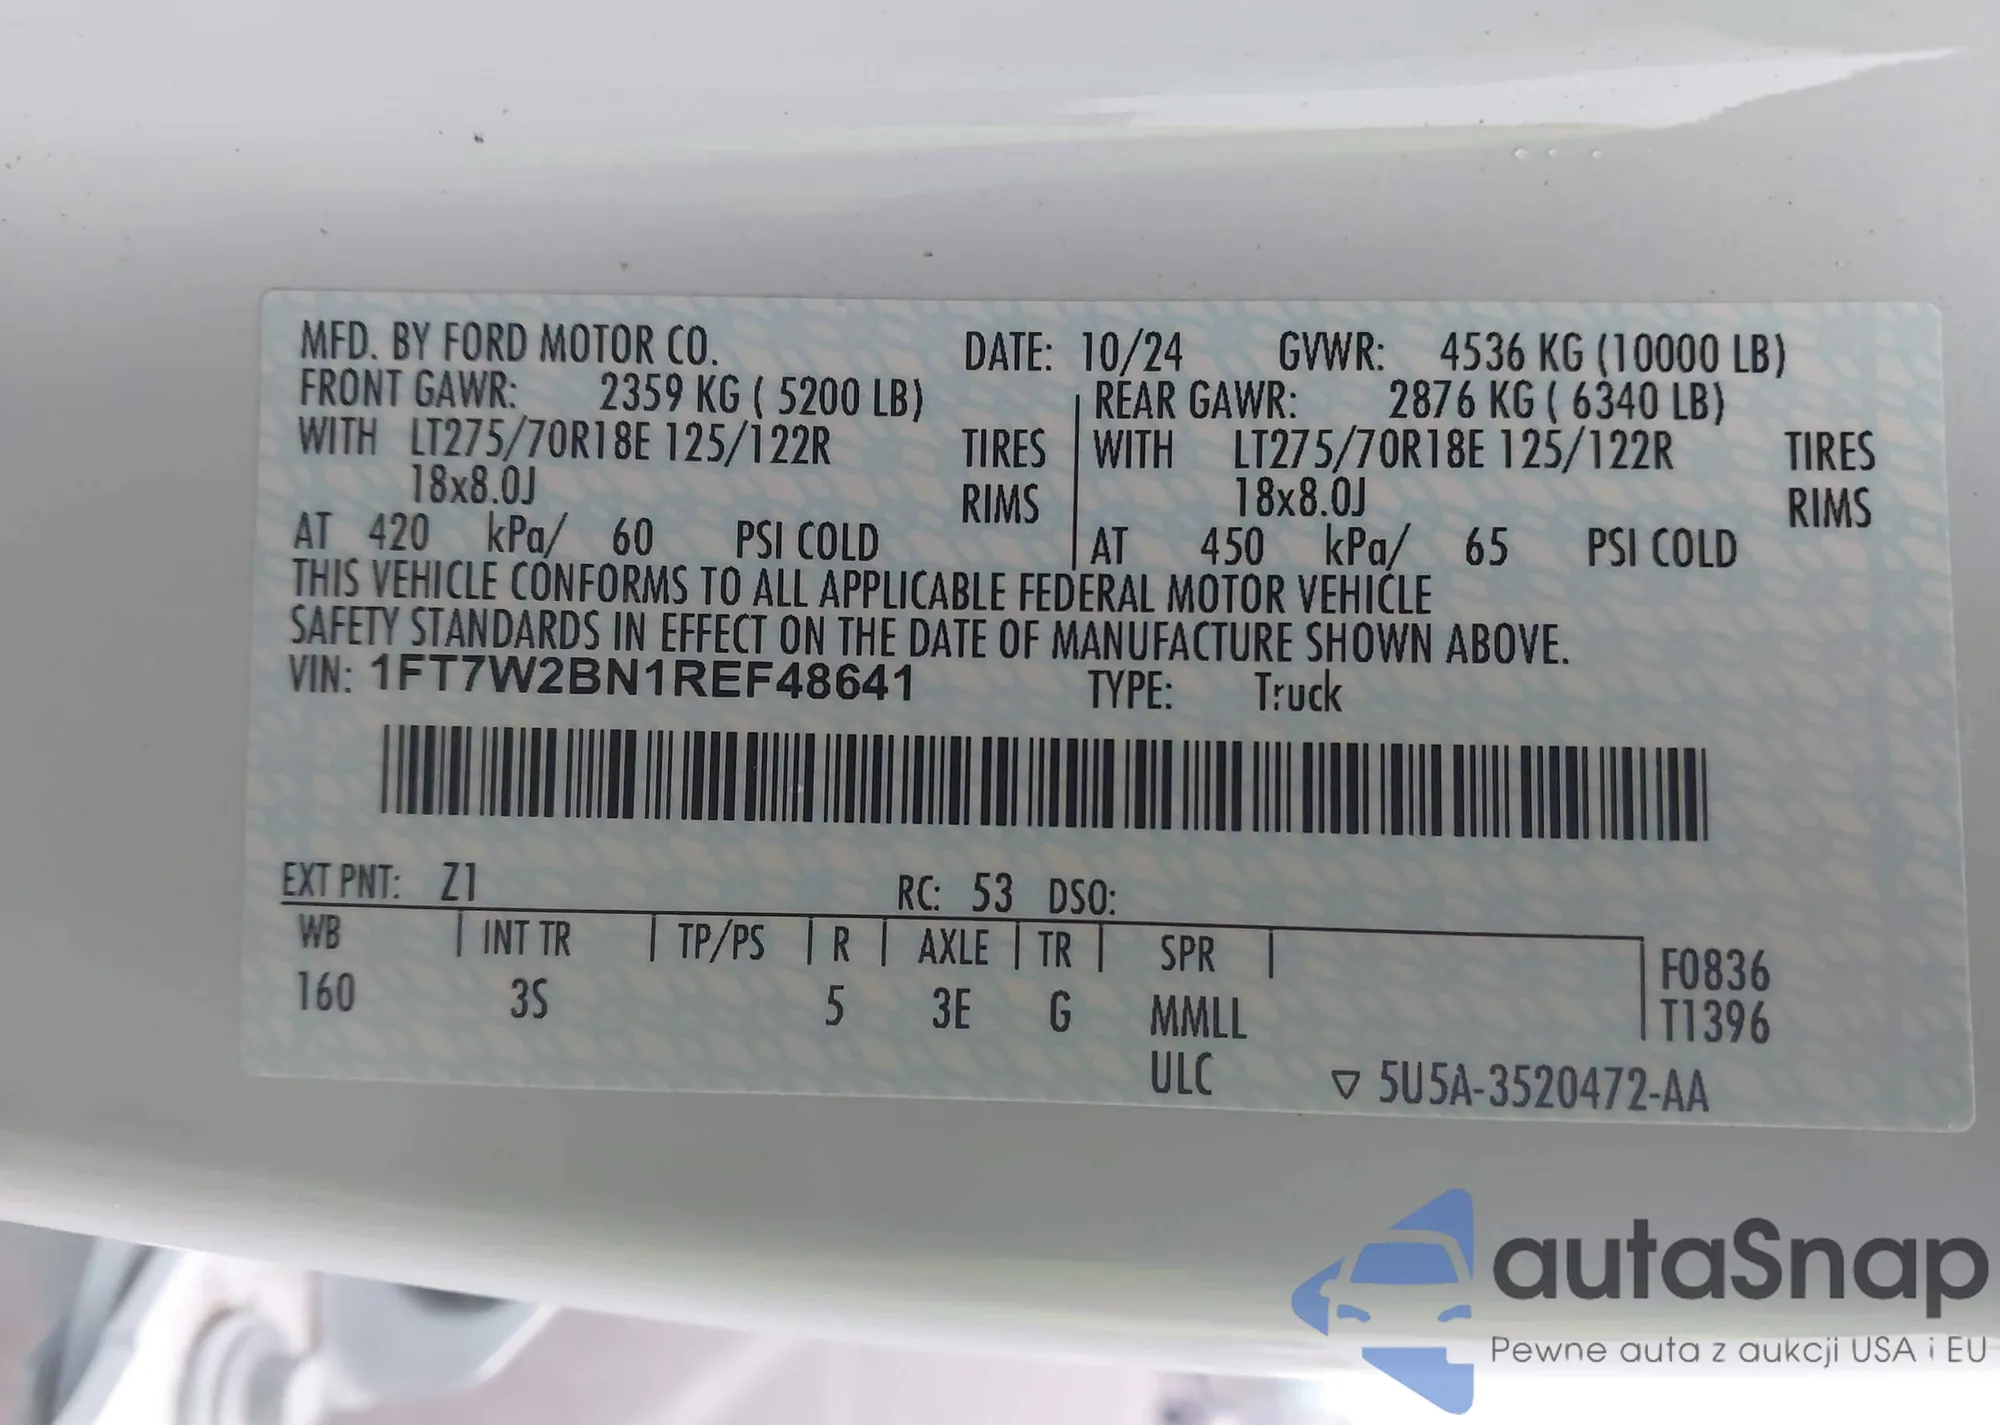 MFD. BY FORD MOTOR CO. DATE: 10/24 GVWR: 4536 KG (10000 LB)
FRONT GAWR: 2359 KG ( 5200 LB) REAR GAWR: 2876 KG ( 6340 LB)
WITH LT275/70R18E 125/122R TIRES WITH LT275/70R18E 125/122R TIRES
18x8.0J RIMS 18x8.0J RIMS
AT 420 kPa/ 60 PSI COLD AT 450 kPa/ 65 PSI COLD
THIS VEHICLE CONFORMS TO ALL APPLICABLE FEDERAL MOTOR VEHICLE
SAFETY STANDARDS IN EFFECT ON THE DATE OF MANUFACTURE SHOWN ABOVE.
VIN: 1FT7W2BN1REF48641 TYPE: Truck
EXT PNT: Z1 RC: 53 DSO:
WB INT TR TP/PS R AXLE TR SPR F0836
160 3S 5 3E G MMLL T1396
ULC ▽ 5U5A-3520472-AA
autaSnap
Pewne auta z aukcji USA i EU